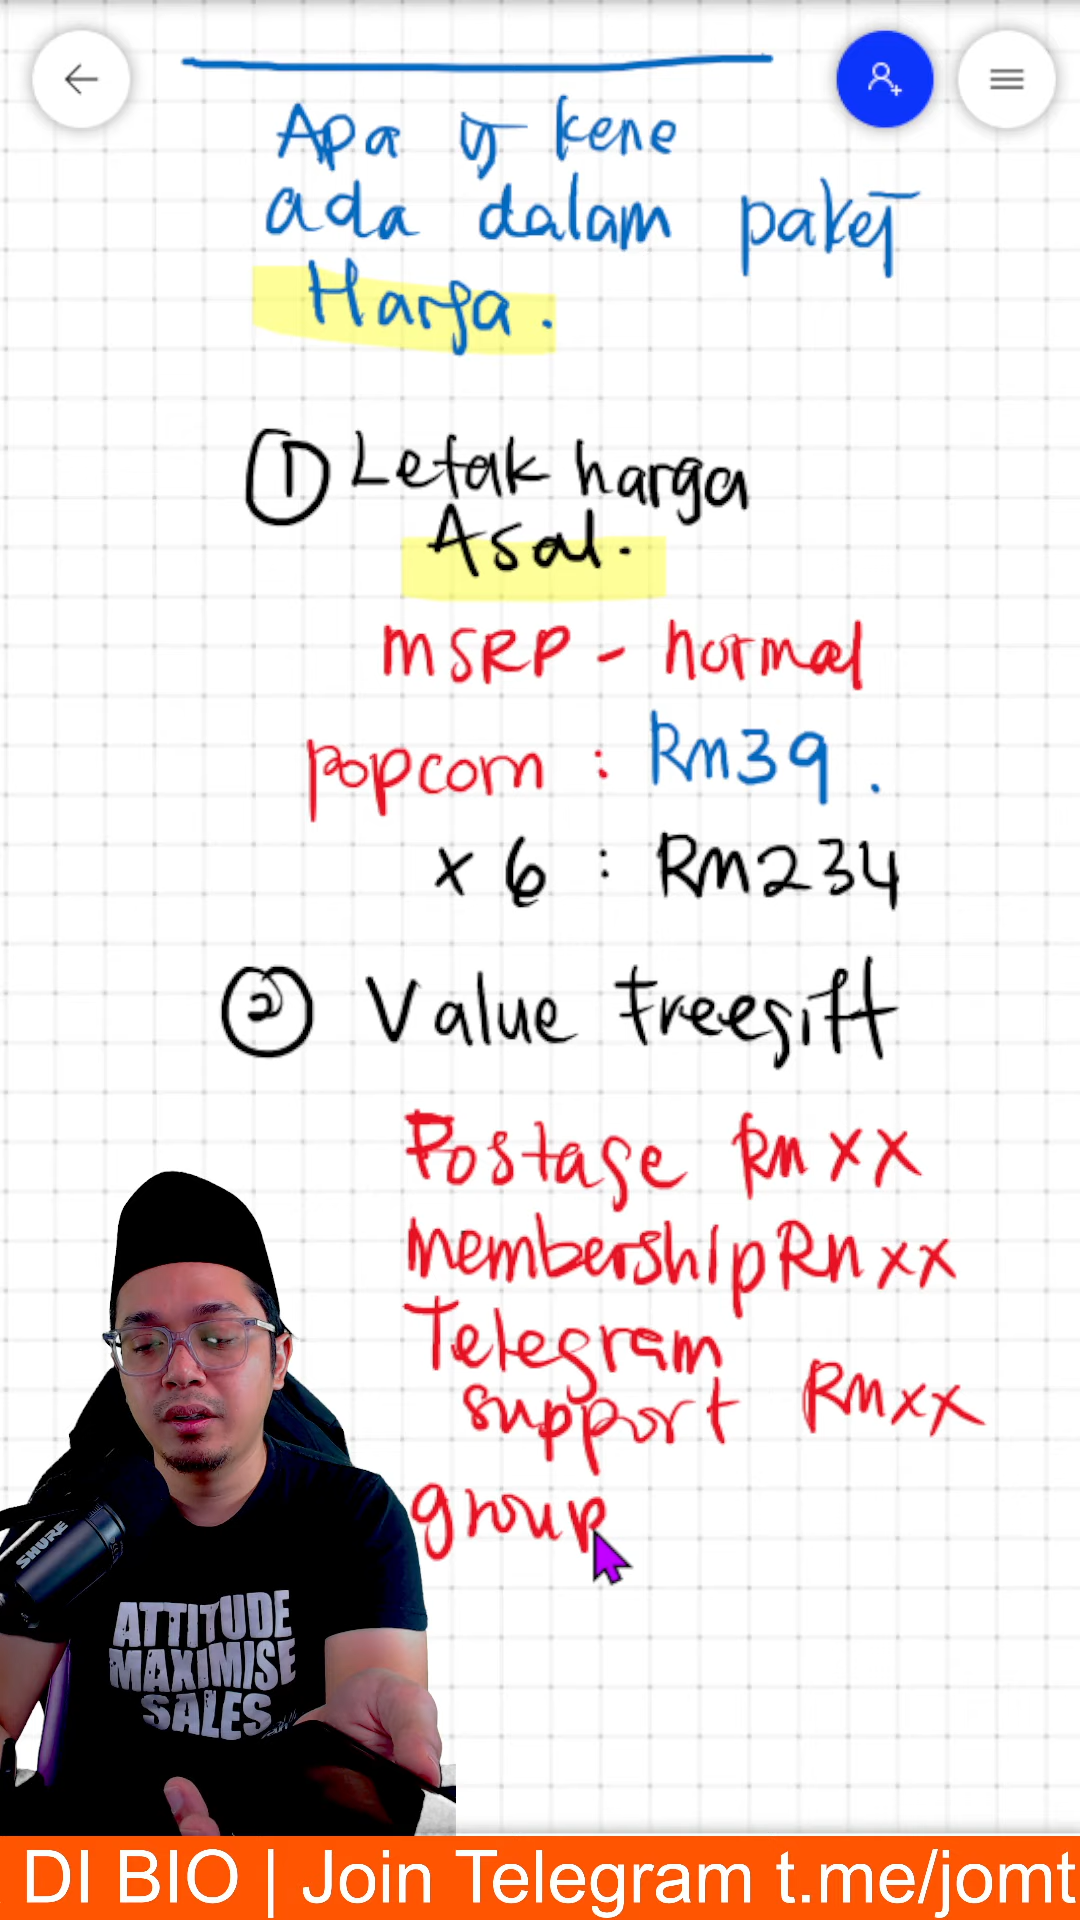 Apa yg kene
ada dalam paket
Harga.
① Letak harga
Asal.
MSRP - normal
popcorn : RM39.
x 6 : RM234
② Value freegift
Postage RM XX
membership RM XX
Telegram
support RM XX
group
SHURE
ATTITUDE
MAXIMISE
SALES
DI BIO | Join Telegram t.me/jomt